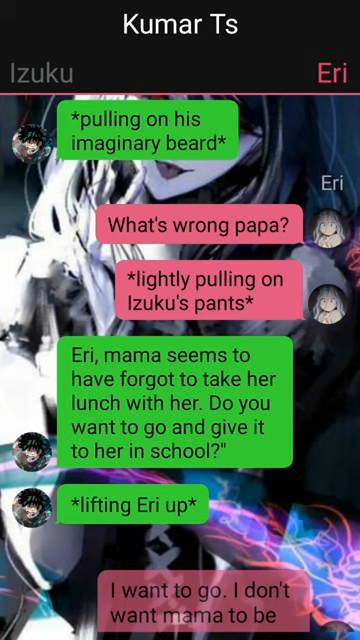 Kumar Ts
Izuku
Eri
*pulling on his
imaginary beard*
Eri
What's wrong papa?
*lightly pulling on
Izuku's pants*
Eri, mama seems to
have forgot to take her
lunch with her. Do you
want to go and give it
to her in school?"
*lifting Eri up*
I want to go. I don't
want mama to be